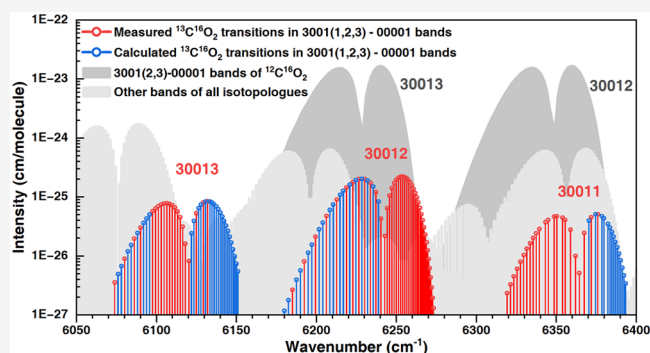 1E-22
1E-23
1E-24
1E-25
1E-26
1E-27
Intensity (cm/molecule)
Measured ¹³C¹⁶O₂ transitions in 3001(1,2,3) - 00001 bands
Calculated ¹³C¹⁶O₂ transitions in 3001(1,2,3) - 00001 bands
3001(2,3)-00001 bands of ¹²C¹⁶O₂
Other bands of all isotopologues
30013
30012
30013
30012
30011
6050 6100 6150 6200 6250 6300 6350 6400
Wavenumber (cm⁻¹)